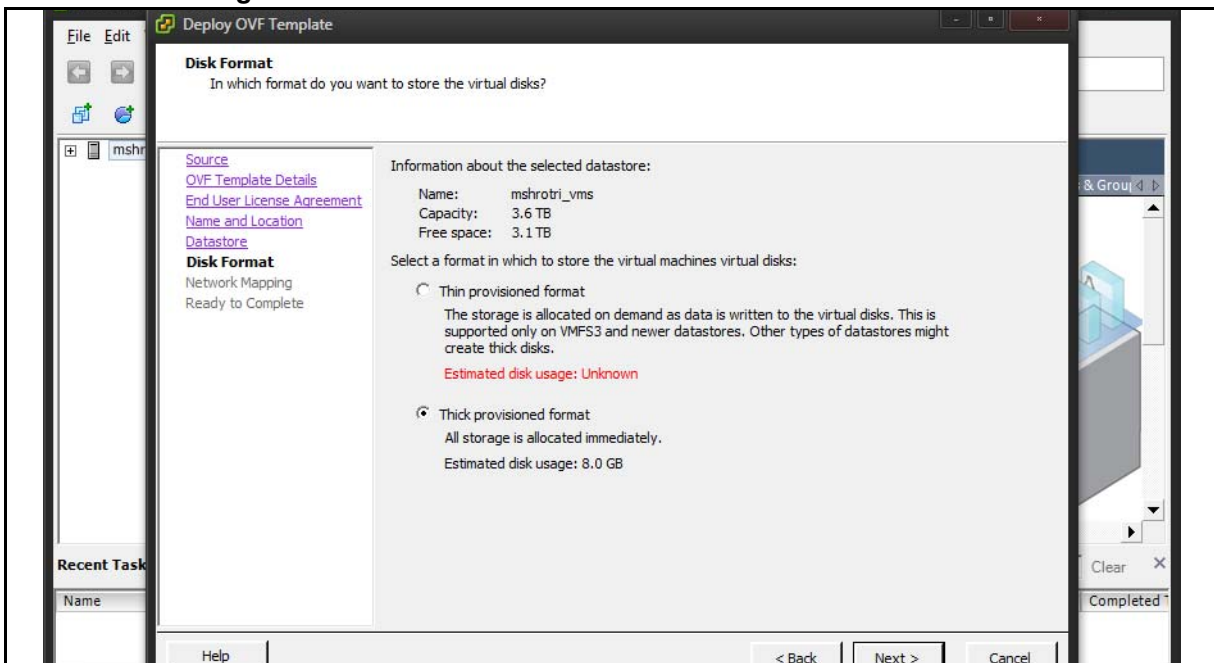 File Edit
Deploy OVF Template
Disk Format
In which format do you want to store the virtual disks?
mshr
Source
OVF Template Details
End User License Agreement
Name and Location
Datastore
Disk Format
Network Mapping
Ready to Complete
Information about the selected datastore:
Name: mshrotri_vms
Capacity: 3.6 TB
Free space: 3.1 TB
Select a format in which to store the virtual machines virtual disks:
Thin provisioned format
The storage is allocated on demand as data is written to the virtual disks. This is
supported only on VMFS3 and newer datastores. Other types of datastores might
create thick disks.
Estimated disk usage: Unknown
Thick provisioned format
All storage is allocated immediately.
Estimated disk usage: 8.0 GB
& Grou
Recent Task
Clear
Name
Completed
Help
< Back Next > Cancel